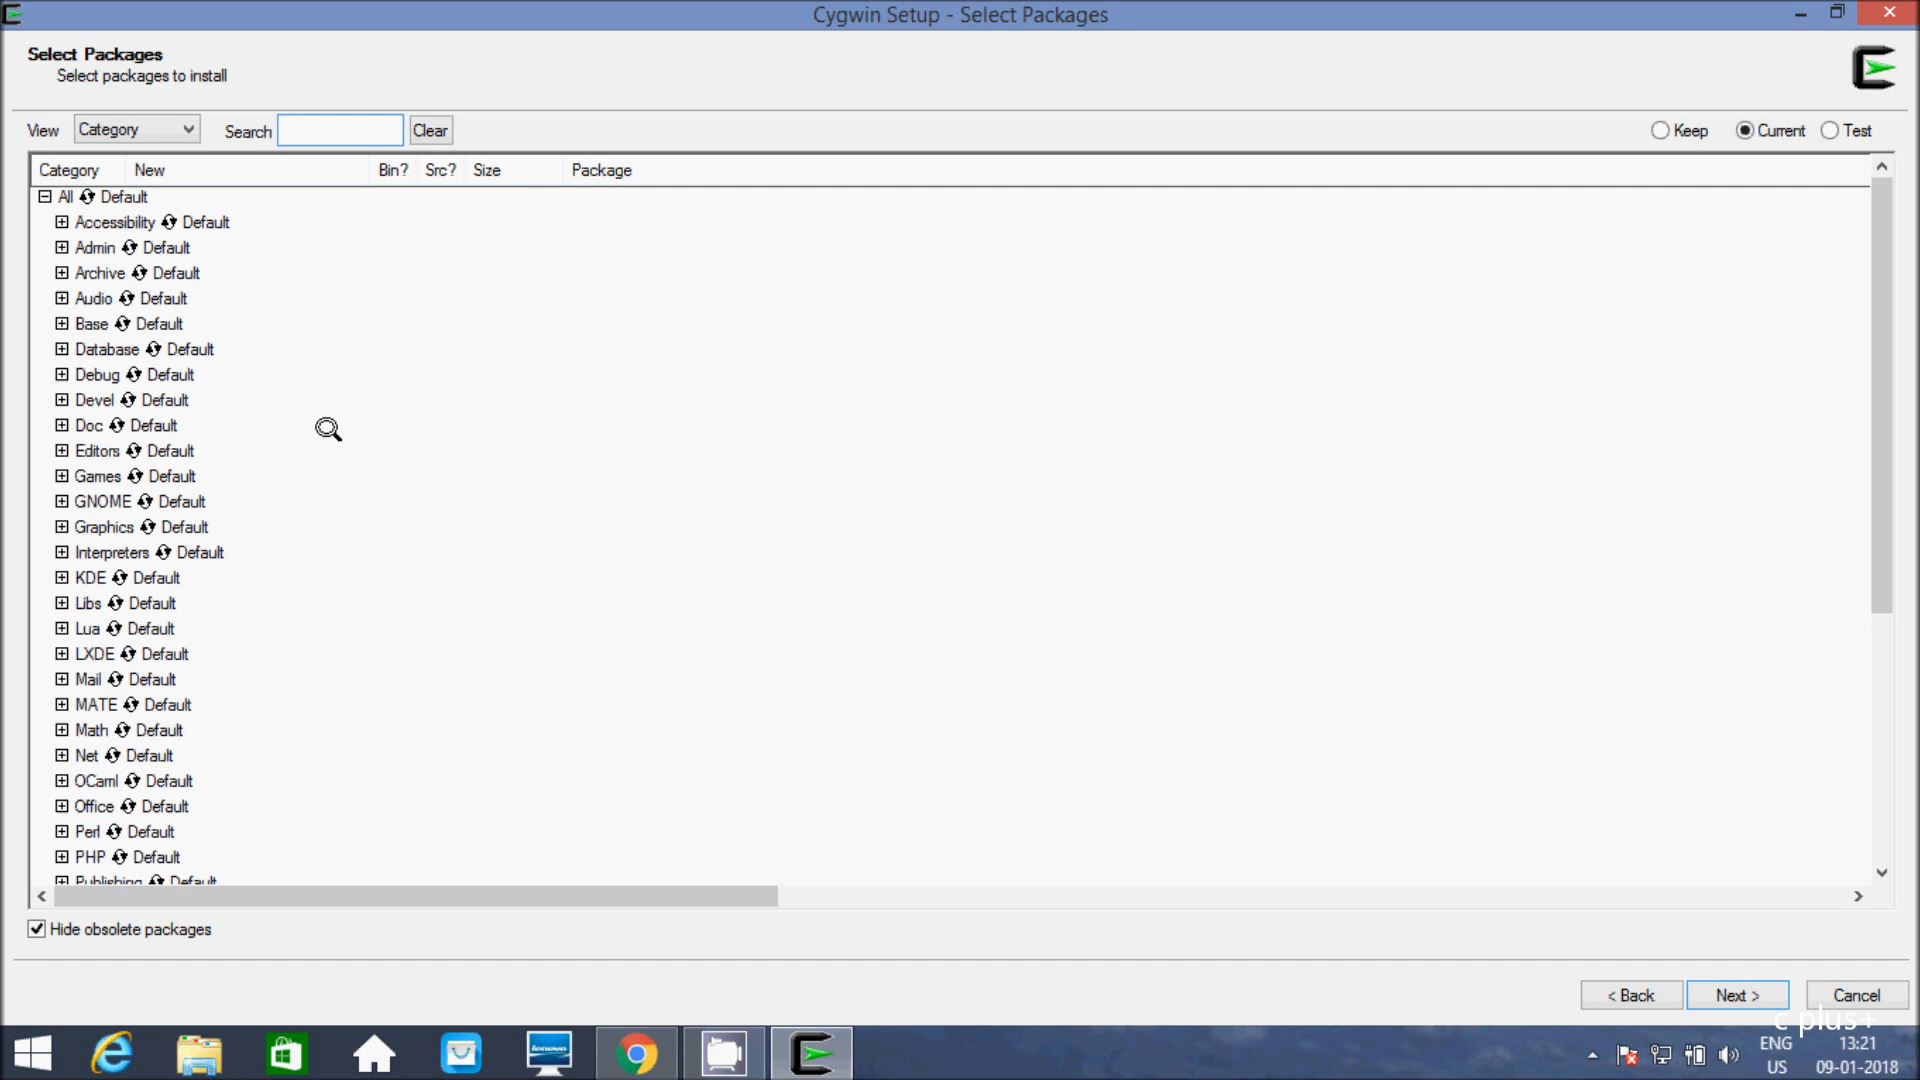 Cygwin Setup - Select Packages
Select Packages
Select packages to install
View Category Search Clear Keep Current Test
Category New Bin? Src? Size Package
All Default
Accessibility Default
Admin Default
Archive Default
Audio Default
Base Default
Database Default
Debug Default
Devel Default
Doc Default
Editors Default
Games Default
GNOME Default
Graphics Default
Interpreters Default
KDE Default
Libs Default
Lua Default
LXDE Default
Mail Default
MATE Default
Math Default
Net Default
OCaml Default
Office Default
Perl Default
PHP Default
Publishing Default
Hide obsolete packages
< Back Next > Cancel
c plus+
lenovo
ENG 13:21
US 09-01-2018